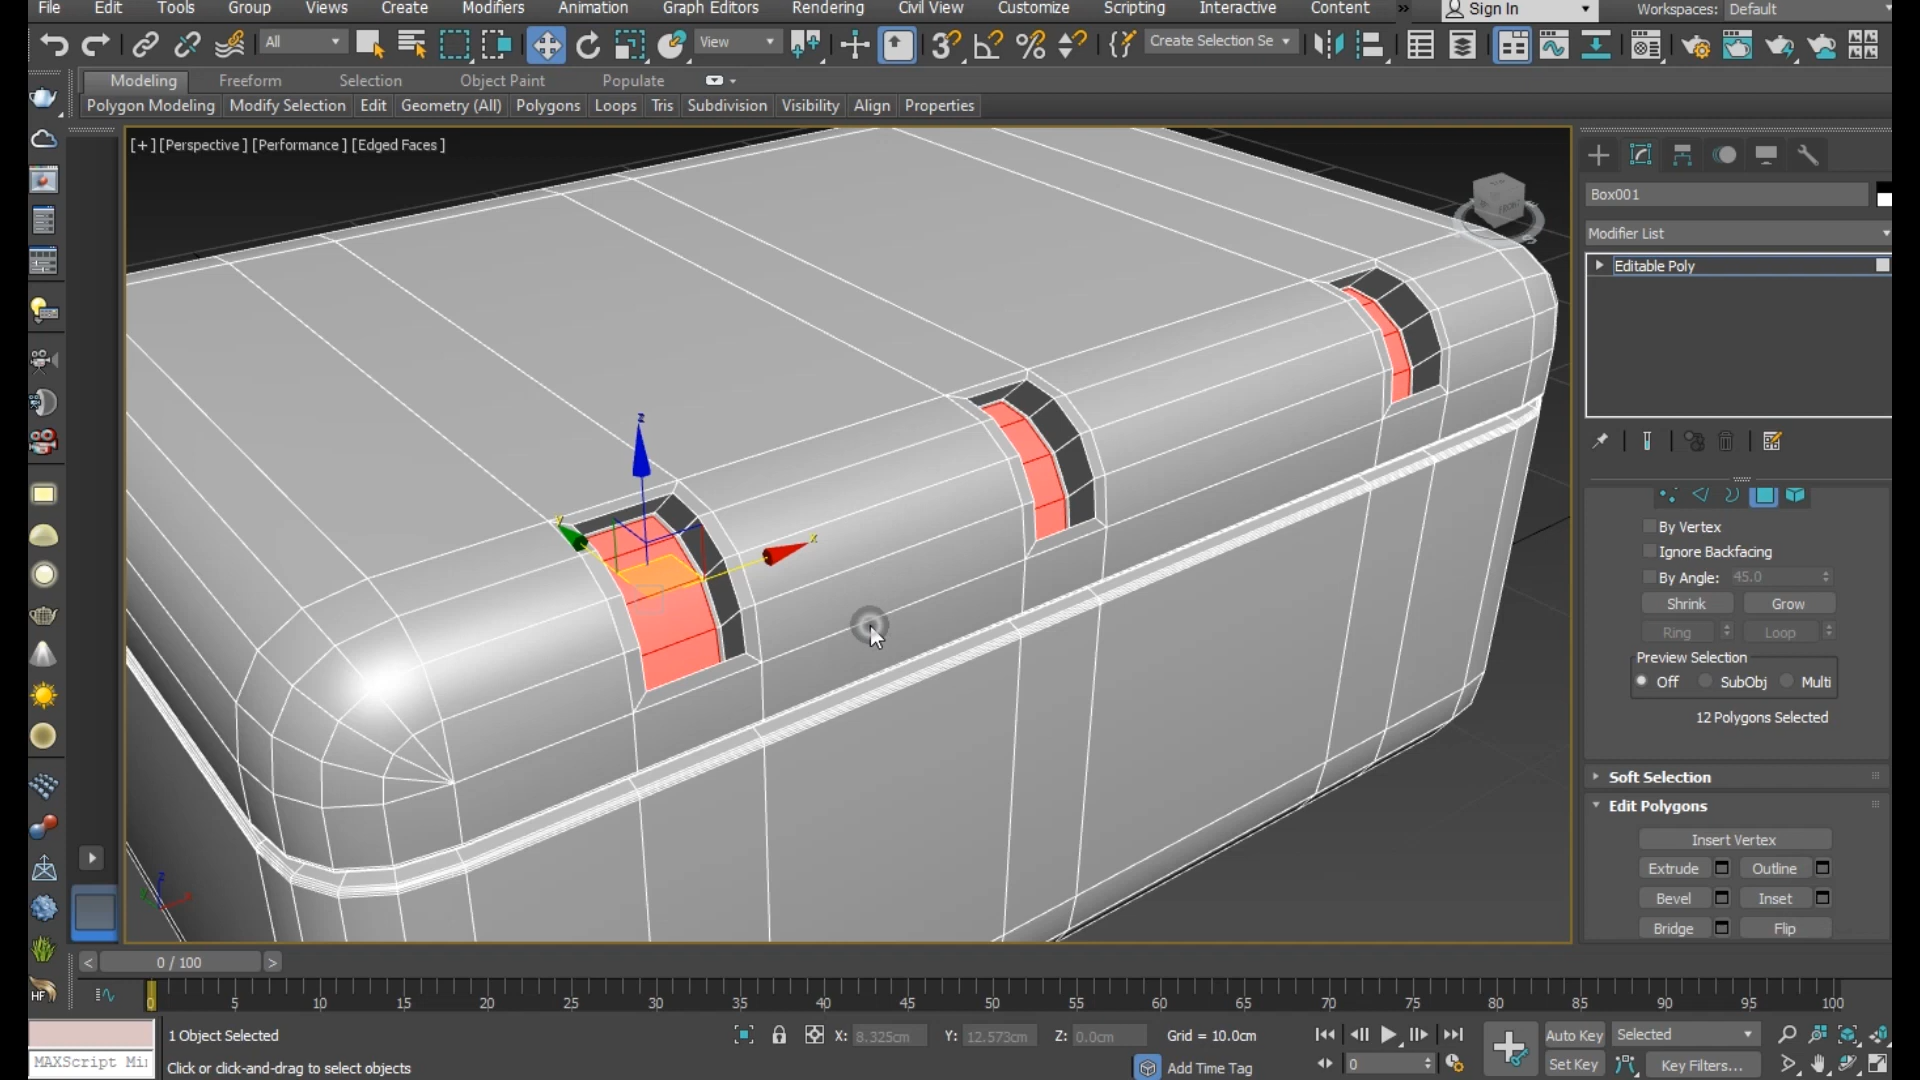 File Edit Tools Group Views Create Modifiers Animation Graph Editors Rendering Civil View Customize Scripting Interactive Content » Sign In Workspaces: Default
All View 3 Create Selection Se
Modeling Freeform Selection Object Paint Populate
Polygon Modeling Modify Selection Edit Geometry (All) Polygons Loops Tris Subdivision Visibility Align Properties
[+] [Perspective ] [Performance ] [Edged Faces ]
Box001
Modifier List
Editable Poly
By Vertex
Ignore Backfacing
By Angle: 45.0
Shrink Grow
Ring Loop
Preview Selection
Off SubObj Multi
12 Polygons Selected
Soft Selection
Edit Polygons
Insert Vertex
Extrude Outline
Bevel Inset
Bridge Flip
z
y
x
z
FRONT
HF
< 0 / 100 >
0 5 10 15 20 25 30 35 40 45 50 55 60 65 70 75 80 85 90 95 100
1 Object Selected X: 8.325cm Y: 12.573cm Z: 0.0cm Grid = 10.0cm Auto Key Selected
MAXScript Mi Click or click-and-drag to select objects Add Time Tag 0 Set Key Key Filters...